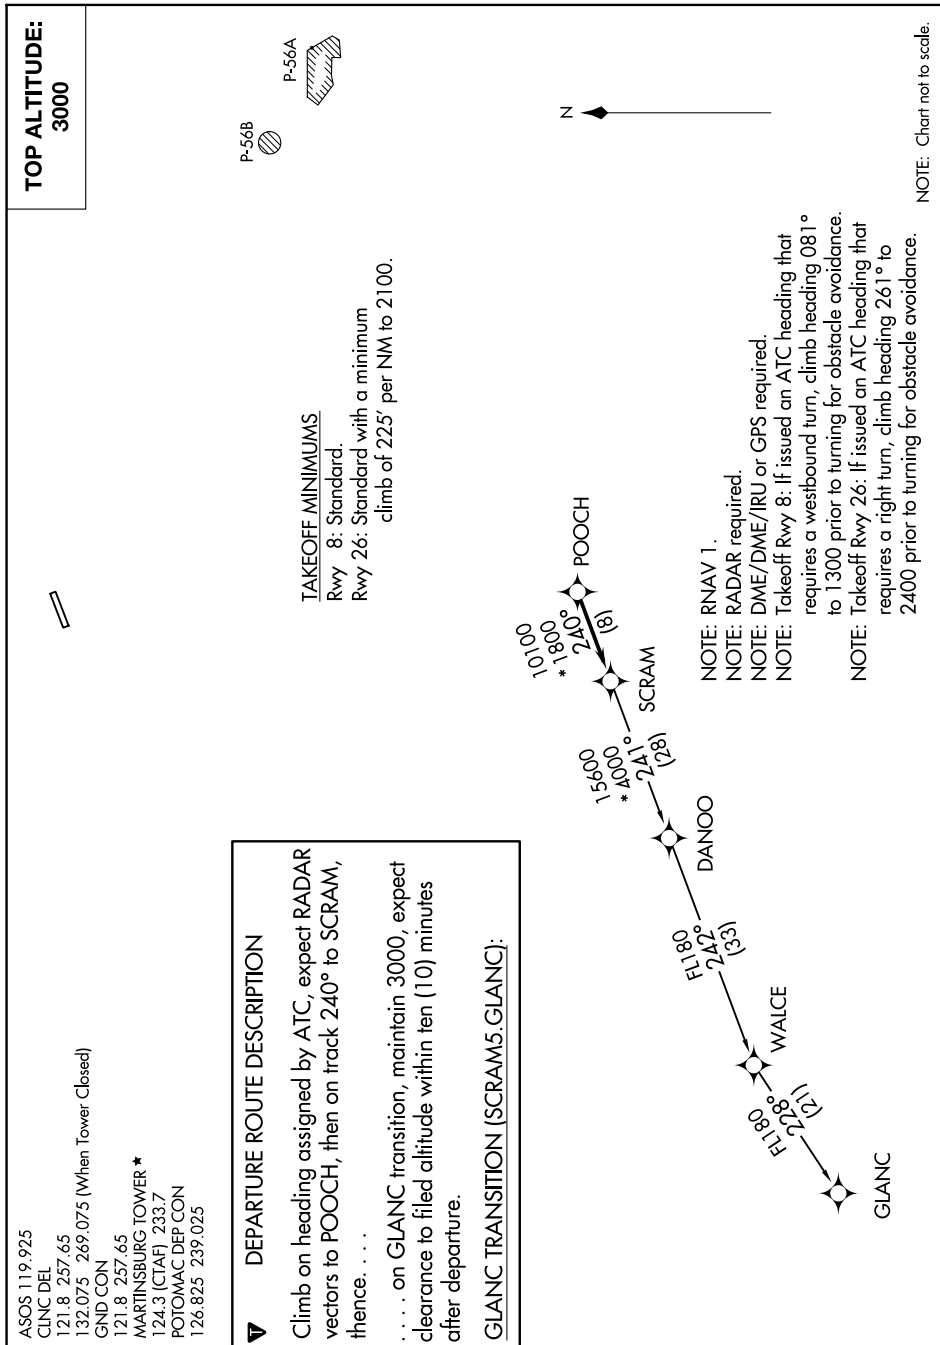 ASOS 119.925
CLNC DEL
121.8 257.65
132.075 269.075 (When Tower Closed)
GND CON
121.8 257.65
MARTINSBURG TOWER ★
124.3 (CTAF) 233.7
POTOMAC DEP CON
126.825 239.025
TOP ALTITUDE:
3000
P-56B
P-56A
TAKEOFF MINIMUMS
Rwy 8: Standard.
Rwy 26: Standard with a minimum
climb of 225' per NM to 2100.
DEPARTURE ROUTE DESCRIPTION
Climb on heading assigned by ATC, expect RADAR
vectors to POOCH, then on track 240° to SCRAM,
thence. . . .
. . . . on GLANC transition, maintain 3000, expect
clearance to filed altitude within ten (10) minutes
after departure.
GLANC TRANSITION (SCRAM5.GLANC):
N
POOCH
10100
* 1800
240°
(8)
SCRAM
15600
* 4000
241°
(28)
DANOO
FL180
242°
(33)
WALCE
FL180
228°
(21)
GLANC
NOTE: RNAV 1.
NOTE: RADAR required.
NOTE: DME/DME/IRU or GPS required.
NOTE: Takeoff Rwy 8: If issued an ATC heading that
requires a westbound turn, climb heading 081°
to 1300 prior to turning for obstacle avoidance.
NOTE: Takeoff Rwy 26: If issued an ATC heading that
requires a right turn, climb heading 261° to
2400 prior to turning for obstacle avoidance.
NOTE: Chart not to scale.